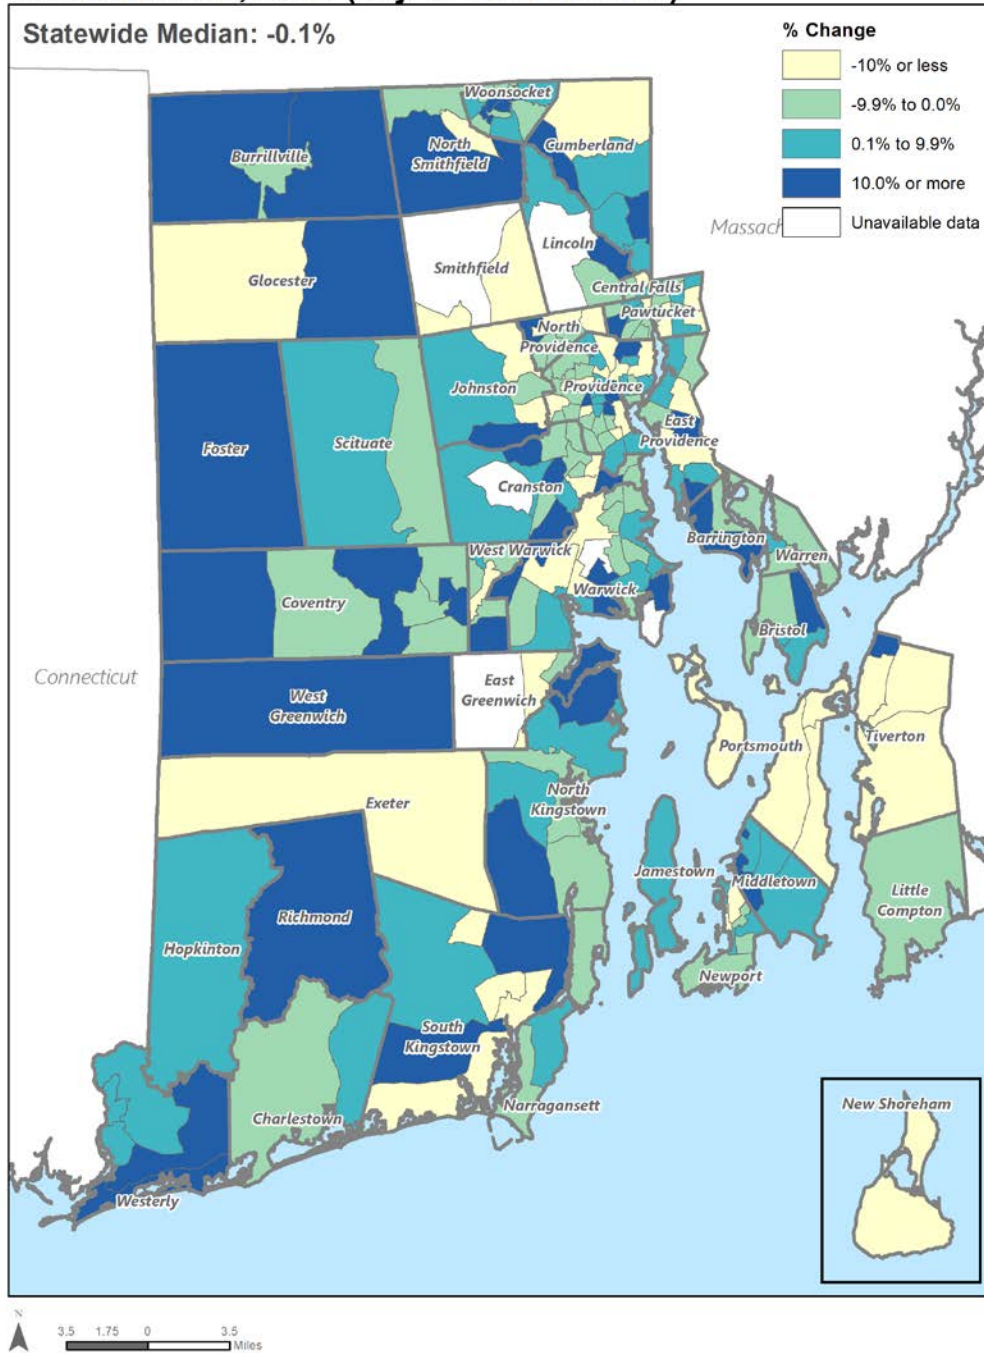 Statewide Median: -0.1%
% Change
-10% or less
-9.9% to 0.0%
0.1% to 9.9%
10.0% or more
Unavailable data
Woonsocket
Burrillville
North
Smithfield
Cumberland
Massach
Lincoln
Smithfield
Glocester
Central Falls
Pawtucket
North
Providence
Johnston
Providence
East
Providence
Foster
Scituate
Cranston
Barrington
West Warwick
Warren
Warwick
Coventry
Bristol
Connecticut
West
Greenwich
East
Greenwich
Portsmouth
Tiverton
Exeter
North
Kingstown
Jamestown
Middletown
Little
Compton
Richmond
Hopkinton
Newport
South
Kingstown
Charlestown
Narragansett
New Shoreham
Westerly
N
3.5 1.75 0 3.5
Miles